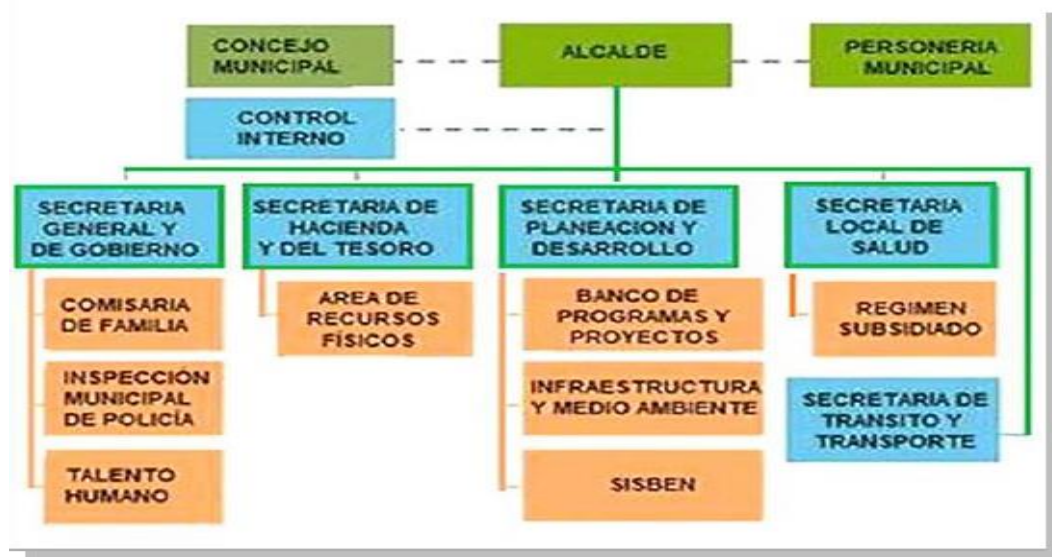 CONCEJO
MUNICIPAL
ALCALDE
PERSONERIA
MUNICIPAL
CONTROL
INTERNO
SECRETARIA
GENERAL Y
DE GOBIERNO
SECRETARIA DE
HACIENDA
Y DEL TESORO
SECRETARIA DE
PLANEACION Y
DESARROLLO
SECRETARIA
LOCAL DE
SALUD
COMISARIA
DE FAMILIA
AREA DE
RECURSOS
FÍSICOS
BANCO DE
PROGRAMAS Y
PROYECTOS
REGIMEN
SUBSIDIADO
INSPECCIÓN
MUNICIPAL
DE POLICÍA
INFRAESTRUCTURA
Y MEDIO AMBIENTE
SECRETARIA DE
TRANSITO Y
TRANSPORTE
TALENTO
HUMANO
SISBEN